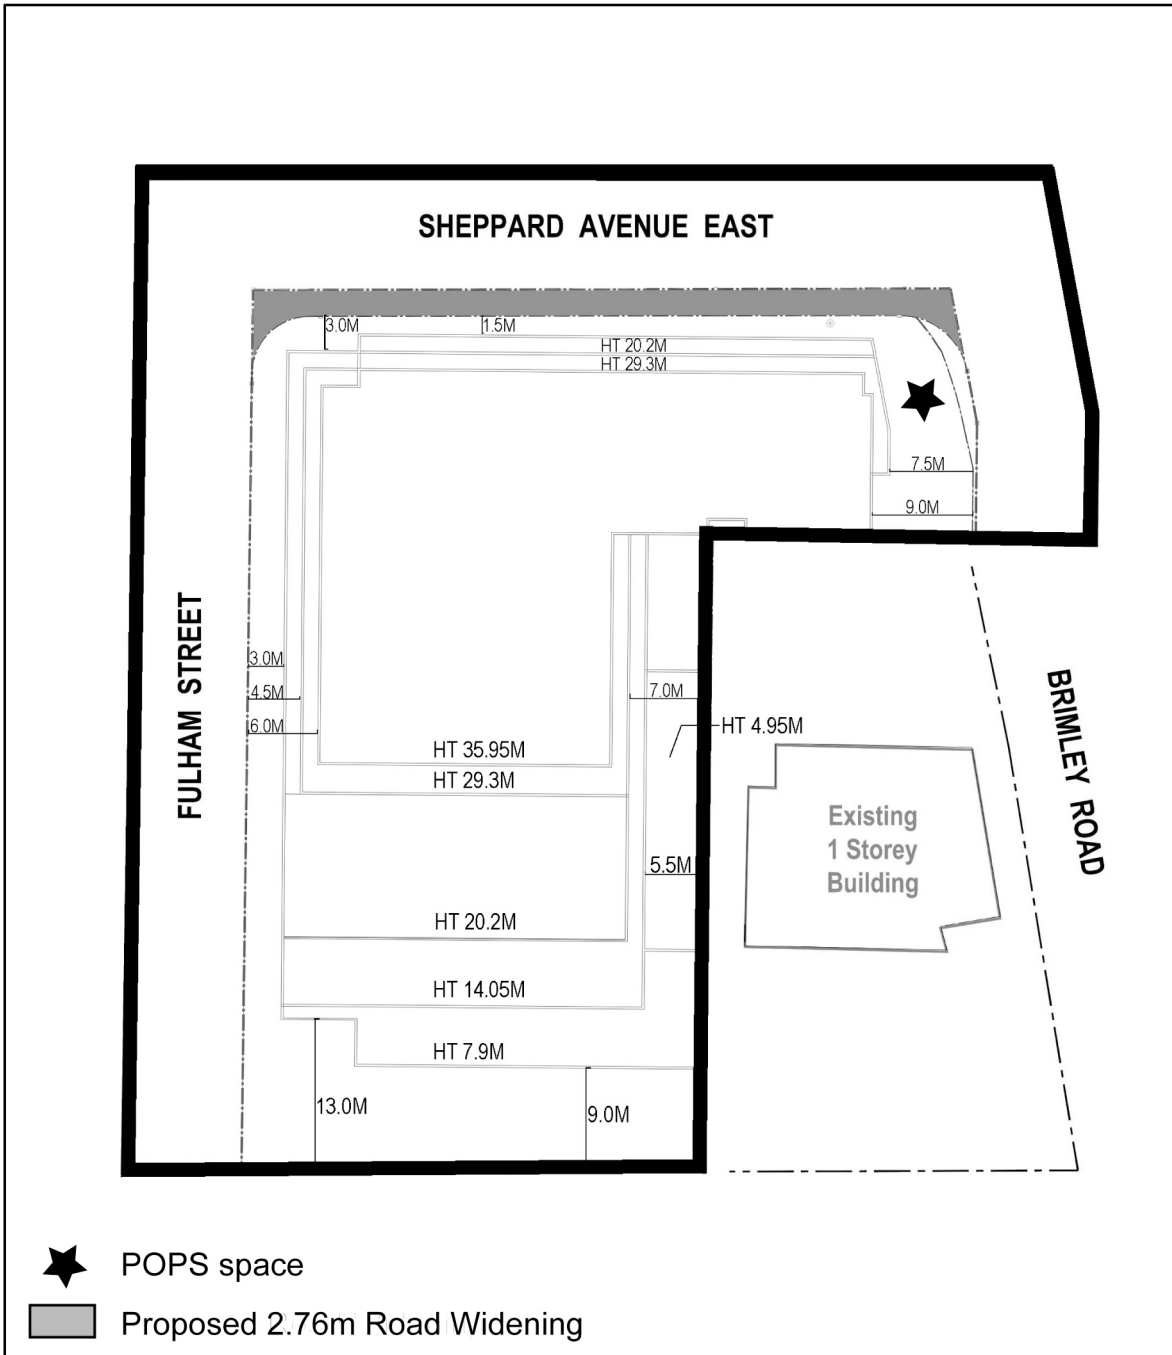 SHEPPARD AVENUE EAST
3.0M
1.5M
HT 20.2M
HT 29.3M
7.5M
9.0M
FULHAM STREET
3.0M
4.5M
6.0M
7.0M
HT 4.95M
HT 35.95M
HT 29.3M
BRIMLEY ROAD
Existing
1 Storey
Building
5.5M
HT 20.2M
HT 14.05M
HT 7.9M
13.0M
9.0M
POPS space
Proposed 2.76m Road Widening